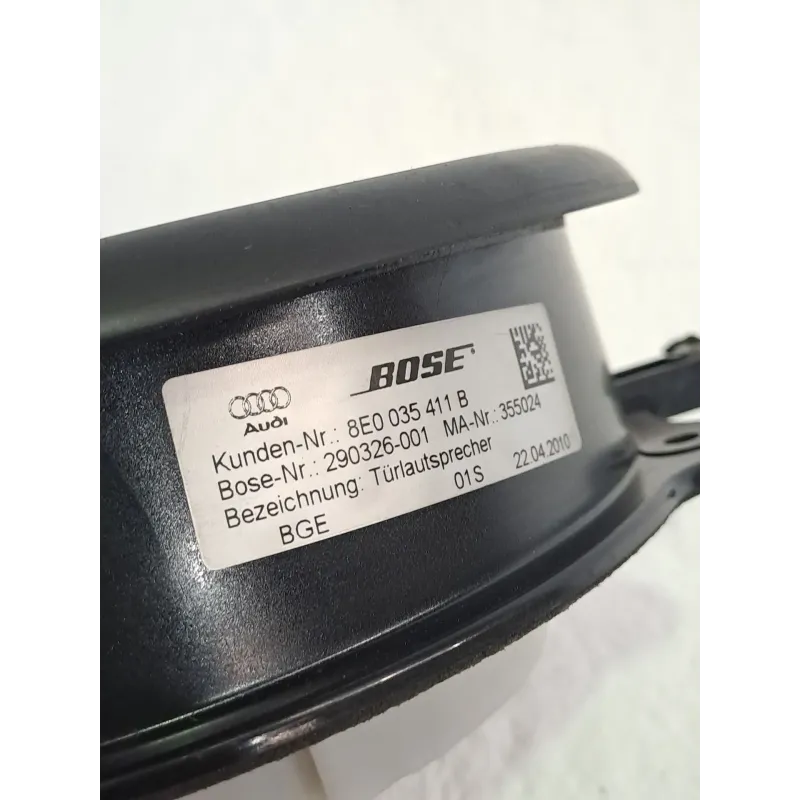 BOSE
Audi
Kunden-Nr.: 8E0 035 411 B
Bose-Nr.: 290326-001 MA-Nr.: 355024
Bezeichnung: Türlautsprecher
BGE 01S 22.04.2010